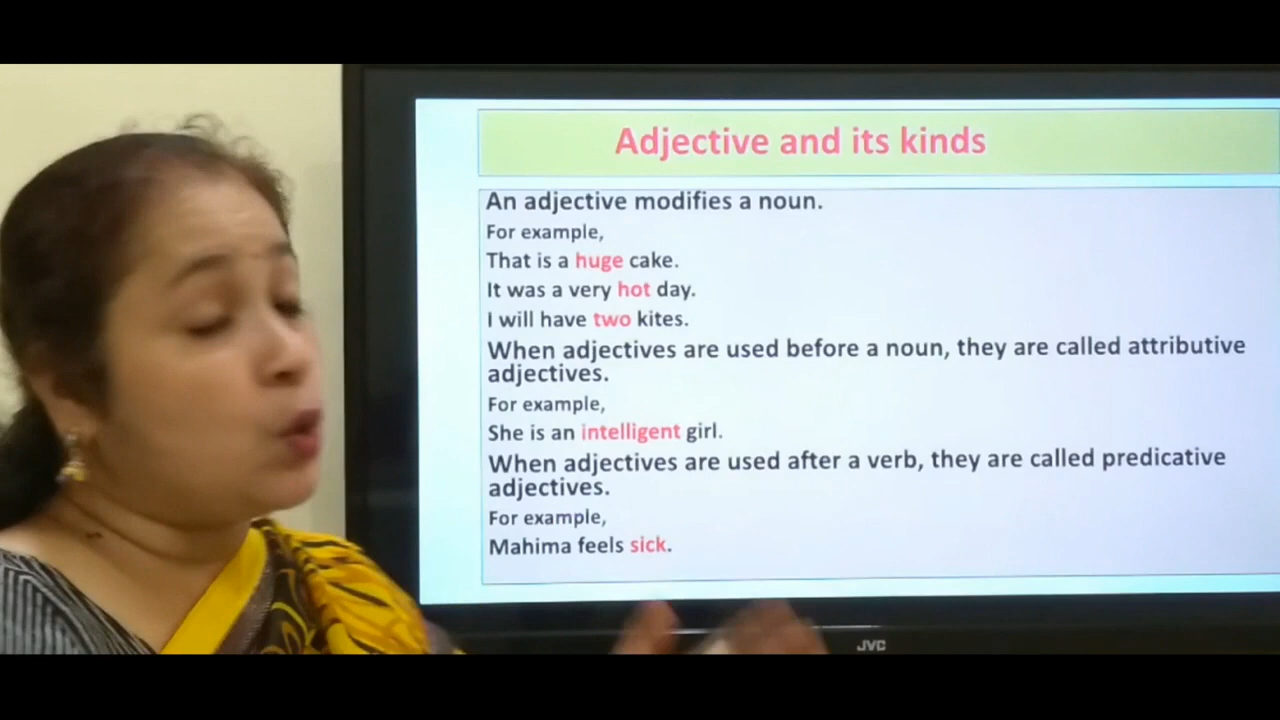 Adjective and its kinds
An adjective modifies a noun.
For example,
That is a huge cake.
It was a very hot day.
I will have two kites.
When adjectives are used before a noun, they are called attributive
adjectives.
For example,
She is an intelligent girl.
When adjectives are used after a verb, they are called predicative
adjectives.
For example,
Mahima feels sick.
JVC